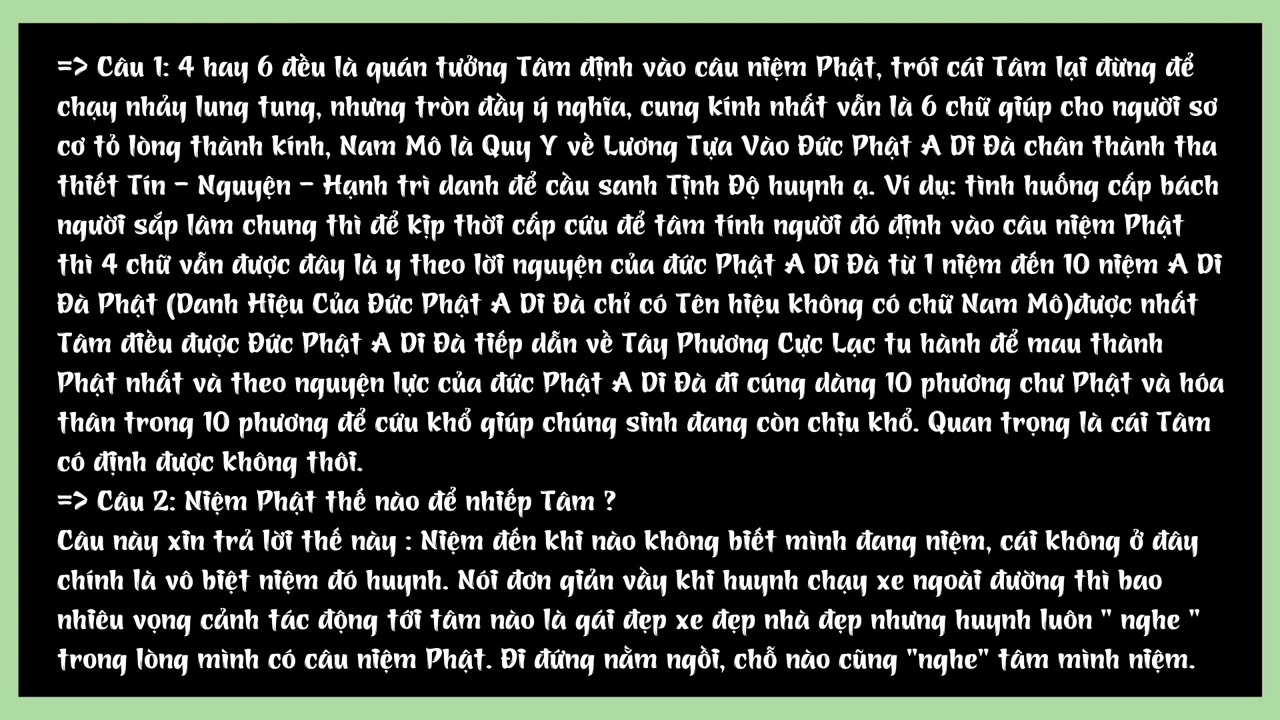 => Câu 1: 4 hay 6 đều là quán tưởng Tâm định vào câu niệm Phật, trói cái Tâm lại đừng để
chạy nhảy lung tung, nhưng tròn đầy ý nghĩa, cung kính nhất vẫn là 6 chữ giúp cho người sơ
cơ tỏ lòng thành kính, Nam Mô là Quy Y về Lương Tựa Vào Đức Phật A Di Đà chân thành tha
thiết Tín – Nguyện – Hạnh trì danh để cầu sanh Tịnh Độ huynh ạ. Ví dụ: tình huống cấp bách
người sắp lâm chung thì để kịp thời cấp cứu để tâm tính người đó định vào câu niệm Phật
thì 4 chữ vẫn được đây là y theo lời nguyện của đức Phật A Di Đà từ 1 niệm đến 10 niệm A Di
Đà Phật (Danh Hiệu Của Đức Phật A Di Đà chỉ có Tên hiệu không có chữ Nam Mô)được nhất
Tâm điều được Đức Phật A Di Đà tiếp dẫn về Tây Phương Cực Lạc tu hành để mau thành
Phật nhất và theo nguyện lực của đức Phật A Di Đà đi cúng dàng 10 phương chư Phật và hóa
thân trong 10 phương để cứu khổ giúp chúng sinh đang còn chịu khổ. Quan trọng là cái Tâm
có định được không thôi.
=> Câu 2: Niệm Phật thế nào để nhiếp Tâm ?
Câu này xin trả lời thế này : Niệm đến khi nào không biết mình đang niệm, cái không ở đây
chính là vô biệt niệm đó huynh. Nói đơn giản vầy khi huynh chạy xe ngoài đường thì bao
nhiêu vọng cảnh tác động tới tâm nào là gái đẹp xe đẹp nhà đẹp nhưng huynh luôn " nghe "
trong lòng mình có câu niệm Phật. Đi đứng nằm ngồi, chỗ nào cũng "nghe" tâm mình niệm.